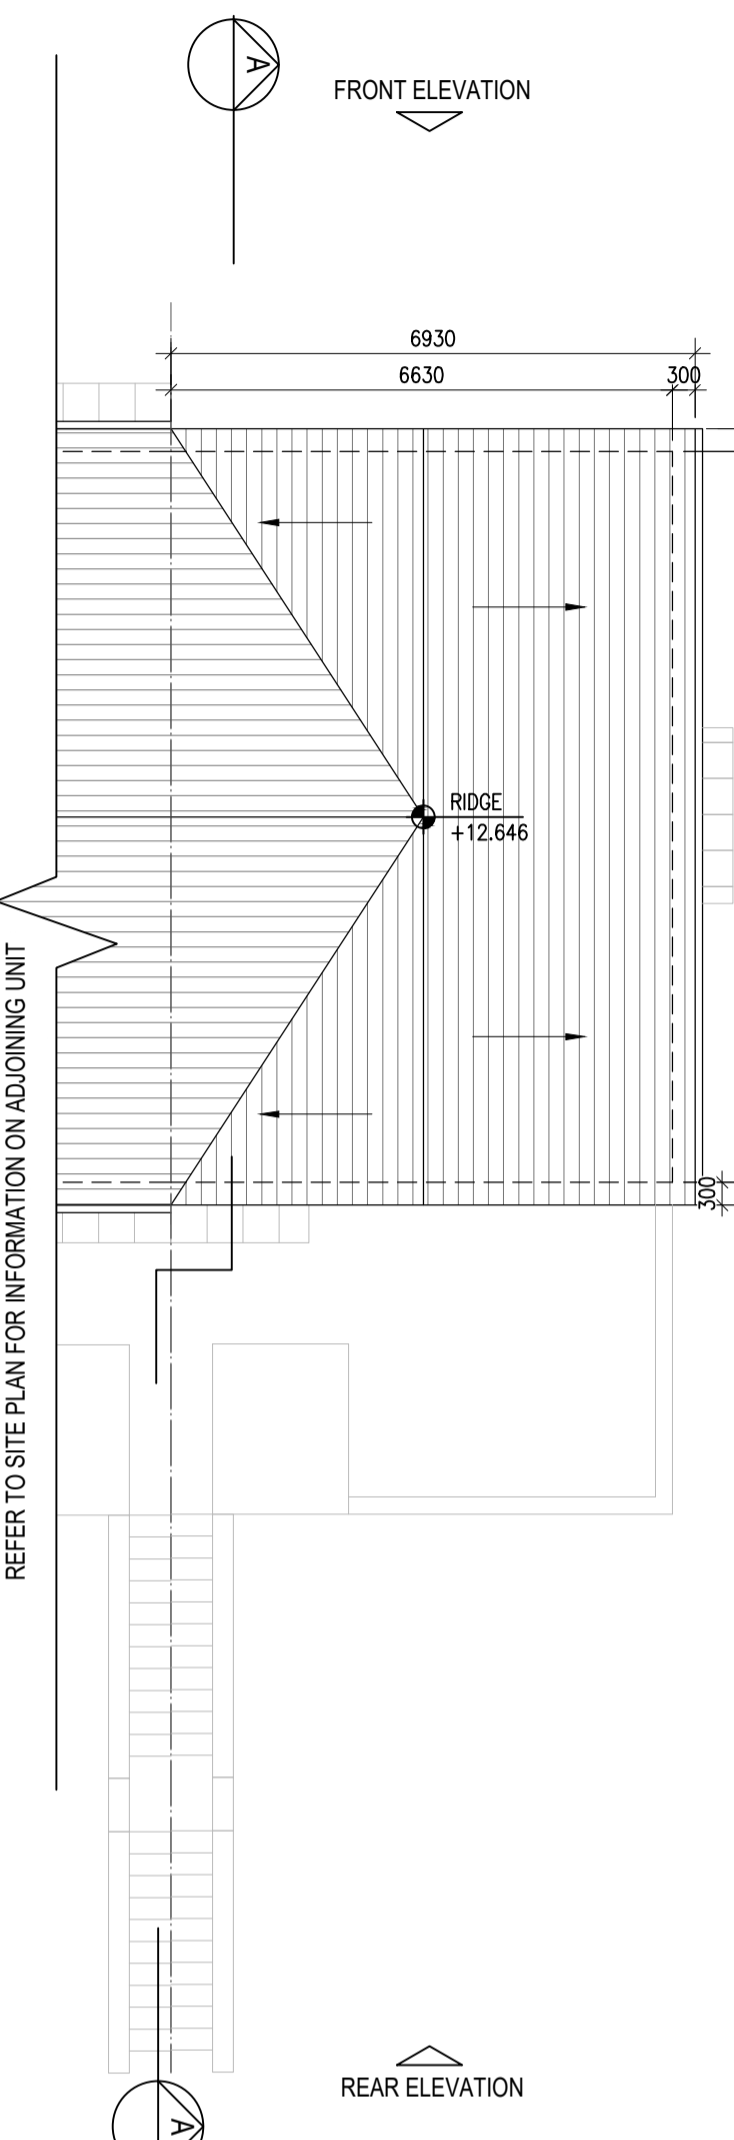 A
FRONT ELEVATION
6930
6630
300
RIDGE
+12.646
REFER TO SITE PLAN FOR INFORMATION ON ADJOINING UNIT
300
REAR ELEVATION
A